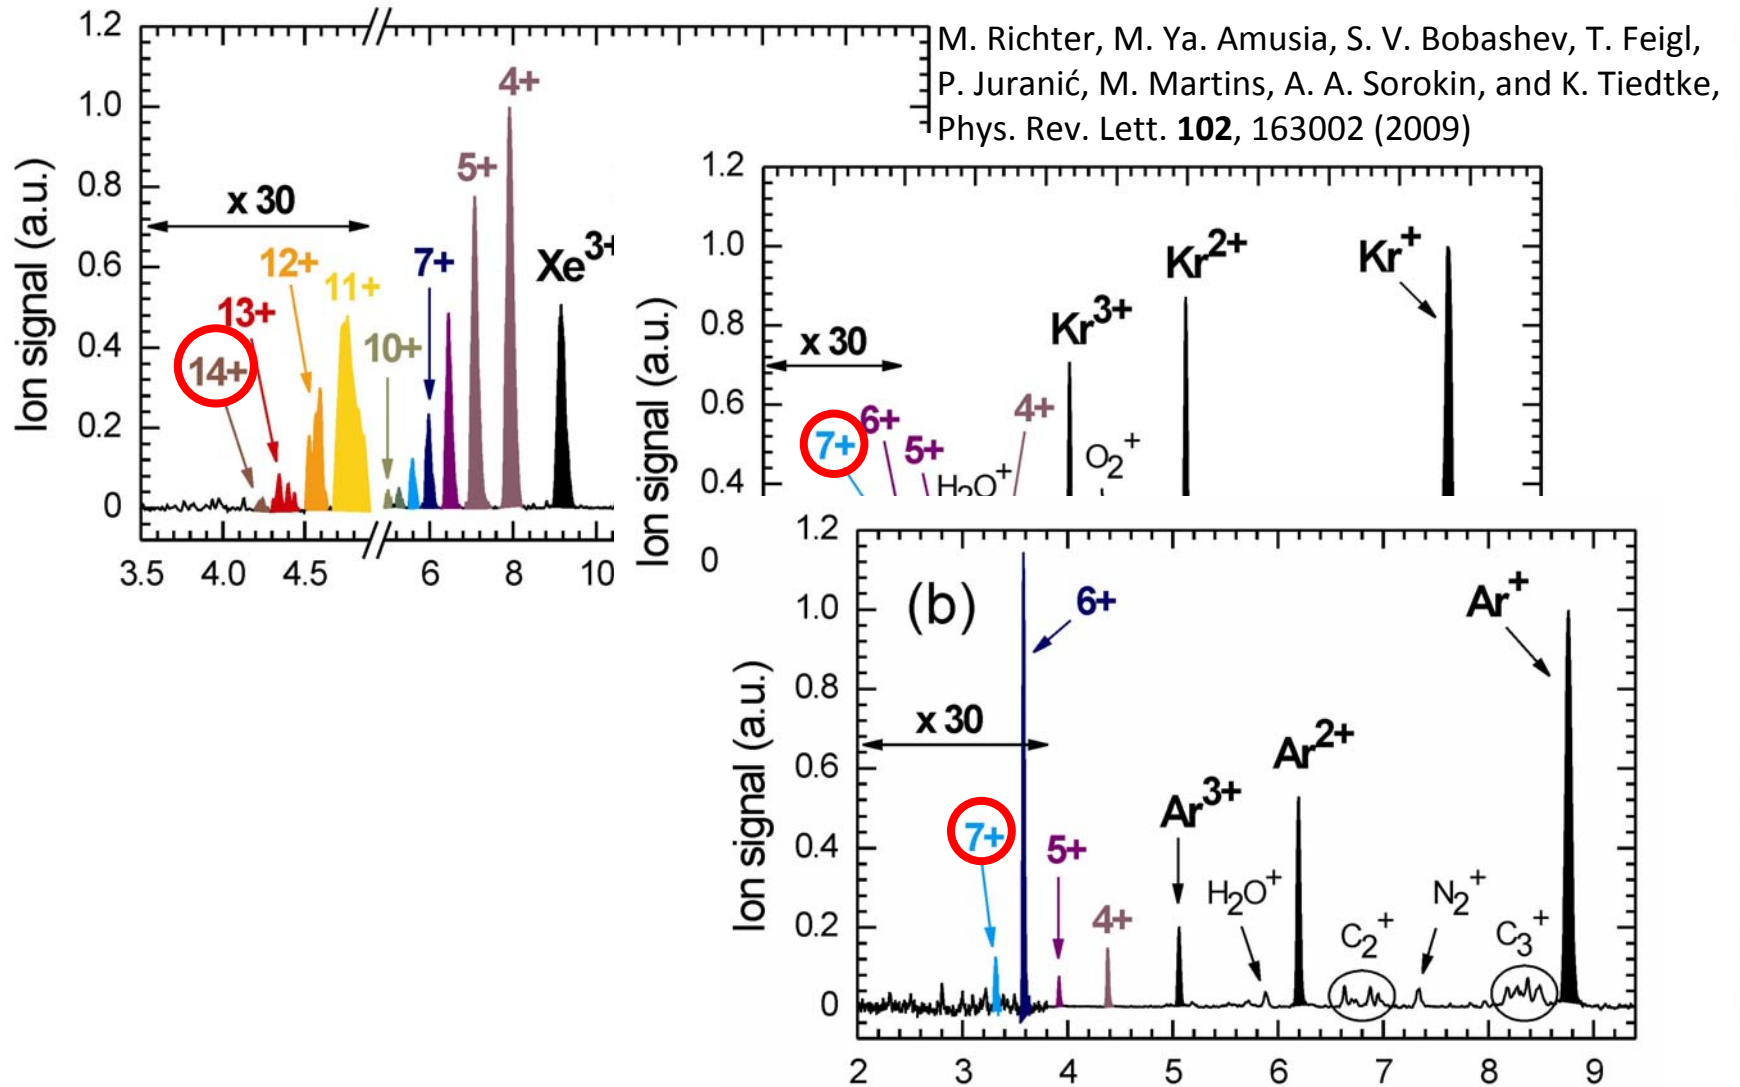 M. Richter, M. Ya. Amusia, S. V. Bobashev, T. Feigl,
P. Juranić, M. Martins, A. A. Sorokin, and K. Tiedtke,
Phys. Rev. Lett. 102, 163002 (2009)
Ion signal (a.u.)
1.2
1.0
0.8
0.6
0.4
0.2
0
x 30
14+
13+
12+
11+
10+
7+
5+
4+
Xe3+
3.5 4.0 4.5 6 8 10
Ion signal (a.u.)
1.2
1.0
0.8
0.6
0.4
0
x 30
7+
6+
5+
H2O+
4+
Kr3+
O2+
Kr2+
Kr+
Ion signal (a.u.)
1.2
1.0
0.8
0.6
0.4
0.2
0
(b)
x 30
7+
6+
5+
4+
Ar3+
H2O+
Ar2+
C2+
N2+
C3+
Ar+
2 3 4 5 6 7 8 9